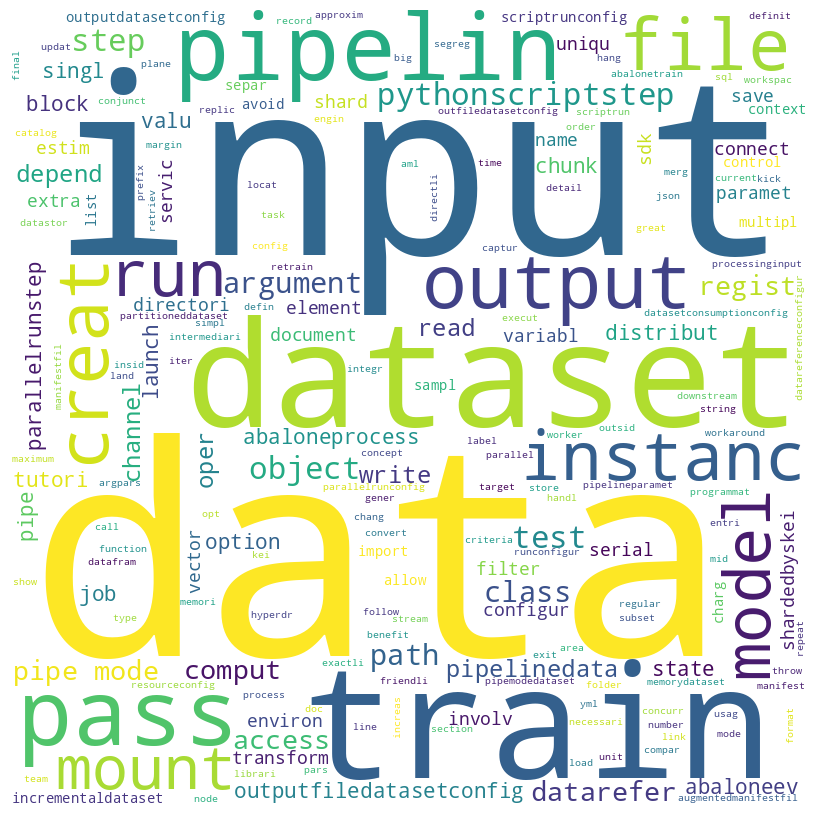 outputdatasetconfig
record
approxim
scriptrunconfig
definit
final
updat
plane
step
pipelin
big
segreg
uniqu
hang
file
abalonetrain
sql
workspac
singl
conjunct
separ
replic
avoid
shard
pythonscriptstep
outfiledatasetconfig
scriptrun
order
save
context
block
catalog
margin
valu
engin
input
name
sdk
connect
estim
prefix
retriev
servic
locat
aml
time
directli
chunk
detail
merg
json
current
kick
control
paramet
depend
extra
list
datastor
task
config
great
multipl
captur
run
retrain
argument
output
processinginput
regist
creat
directori
partitioneddataset
defin
element
datasetconsumptionconfig
datareferenceconfigur
parallelrunstep
manifestfil
launch
simpl
intermediari
insid
land
iter
document
read
variabl
execut
distribut
integr
dataset
sampl
downstream
string
channel
oper
abaloneprocess
label
worker
outsid
workaround
maximum
tutori
argpars
object
concept
write
parallel
instanc
parallelrunconfig
gener
target
store
pipelineparamet
handl
programmat
pipe
data
call
function
datafram
show
type
vector
option
opt
kei
chang
convert
import
allow
criteria
runconfigur
test
serial
filter
class
configur
entri
mid
model
charg
shardedbyskei
repeat
job
memori
hyperdr
follow
benefit
stream
regular
subset
pipe mode
comput
exactli
path
exit
area
pipelinedata
state
throw
manifest
resourceconfig
process
friendli
pipemodedataset
folder
memorydataset
pass
environ
doc
line
access
increas
section
involv
train
yml
necessari
concurr
number
link
usag
mode
format
compar
team
mount
transform
librari
pars
load
unit
incrementaldataset
node
outputfiledatasetconfig
datarefer
abaloneev
augmentedmanifestfil